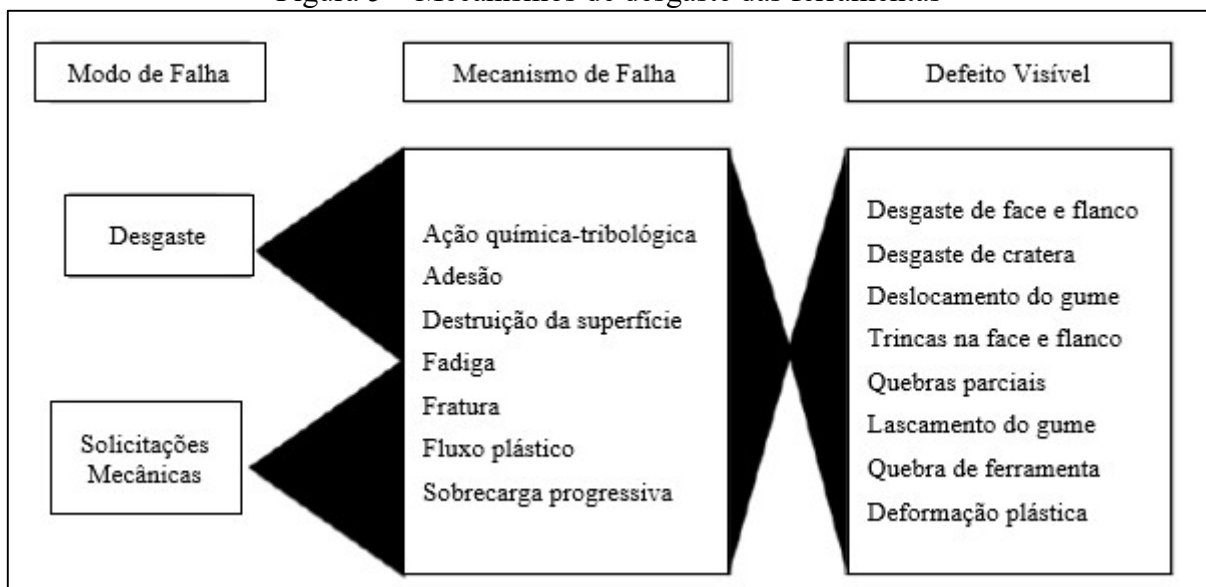 Modo de Falha
Mecanismo de Falha
Defeito Visível
Desgaste
Solicitações
Mecânicas
Ação química-tribológica
Adesão
Destruição da superfície
Fadiga
Fratura
Fluxo plástico
Sobrecarga progressiva
Desgaste de face e flanco
Desgaste de cratera
Deslocamento do gume
Trincas na face e flanco
Quebras parciais
Lascamento do gume
Quebra de ferramenta
Deformação plástica